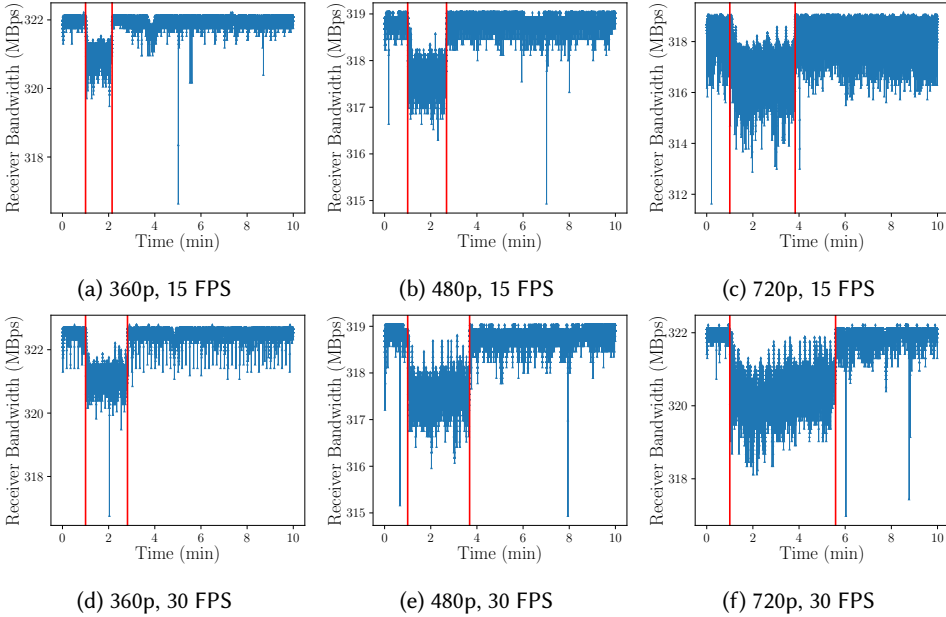 322
320
318
Receiver Bandwidth (MBps)
0 2 4 6 8 10
Time (min)
(a) 360p, 15 FPS
319
318
317
316
315
Receiver Bandwidth (MBps)
0 2 4 6 8 10
Time (min)
(b) 480p, 15 FPS
318
316
314
312
Receiver Bandwidth (MBps)
0 2 4 6 8 10
Time (min)
(c) 720p, 15 FPS
322
320
318
Receiver Bandwidth (MBps)
0 2 4 6 8 10
Time (min)
(d) 360p, 30 FPS
319
318
317
316
315
Receiver Bandwidth (MBps)
0 2 4 6 8 10
Time (min)
(e) 480p, 30 FPS
322
320
318
Receiver Bandwidth (MBps)
0 2 4 6 8 10
Time (min)
(f) 720p, 30 FPS